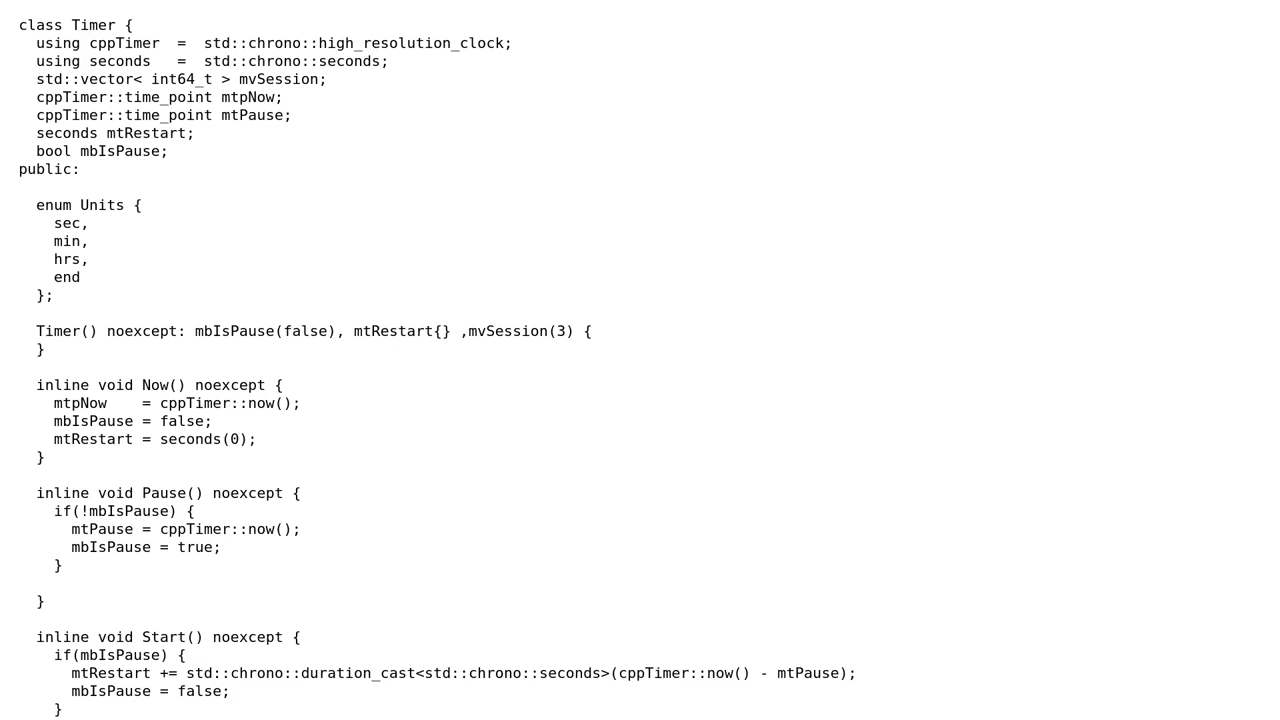 class Timer {
  using cppTimer  =  std::chrono::high_resolution_clock;
  using seconds   =  std::chrono::seconds;
  std::vector< int64_t > mvSession;
  cppTimer::time_point mtpNow;
  cppTimer::time_point mtPause;
  seconds mtRestart;
  bool mbIsPause;
public:

  enum Units {
    sec,
    min,
    hrs,
    end
  };

  Timer() noexcept: mbIsPause(false), mtRestart{} ,mvSession(3) {
  }

  inline void Now() noexcept {
    mtpNow    = cppTimer::now();
    mbIsPause = false;
    mtRestart = seconds(0);
  }

  inline void Pause() noexcept {
    if(!mbIsPause) {
      mtPause = cppTimer::now();
      mbIsPause = true;
    }

  }

  inline void Start() noexcept {
    if(mbIsPause) {
      mtRestart += std::chrono::duration_cast<std::chrono::seconds>(cppTimer::now() - mtPause);
      mbIsPause = false;
    }